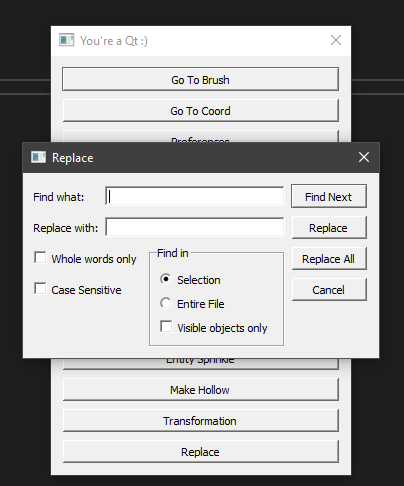 You're a Qt :)
Go To Brush
Go To Coord
Preferences
Replace
Find what:
Find Next
Replace with:
Replace
Whole words only
Find in
Replace All
Selection
Case Sensitive
Cancel
Entire File
Visible objects only
Entity Sprinkle
Make Hollow
Transformation
Replace